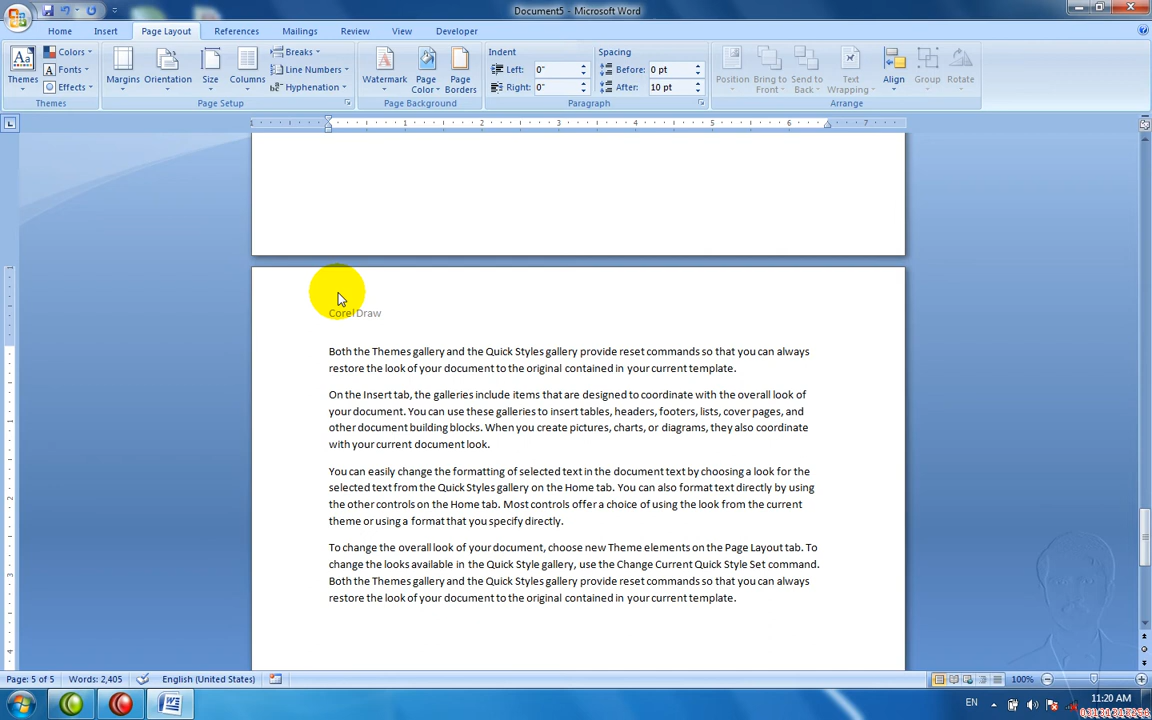 Document5 - Microsoft Word
Home Insert Page Layout References Mailings Review View Developer
Themes
Colors
Fonts
Effects
Themes
Margins
Orientation
Size
Columns
Breaks
Line Numbers
Hyphenation
Page Setup
Watermark
Page Color
Page Borders
Page Background
Indent
Left: 0"
Right: 0"
Spacing
Before: 0 pt
After: 10 pt
Paragraph
Position
Bring to Front
Send to Back
Text Wrapping
Align
Group
Rotate
Arrange
1 1 2 3 4 5 6 7
Corel Draw
Both the Themes gallery and the Quick Styles gallery provide reset commands so that you can always
restore the look of your document to the original contained in your current template.
On the Insert tab, the galleries include items that are designed to coordinate with the overall look of
your document. You can use these galleries to insert tables, headers, footers, lists, cover pages, and
other document building blocks. When you create pictures, charts, or diagrams, they also coordinate
with your current document look.
You can easily change the formatting of selected text in the document text by choosing a look for the
selected text from the Quick Styles gallery on the Home tab. You can also format text directly by using
the other controls on the Home tab. Most controls offer a choice of using the look from the current
theme or using a format that you specify directly.
To change the overall look of your document, choose new Theme elements on the Page Layout tab. To
change the looks available in the Quick Style gallery, use the Change Current Quick Style Set command.
Both the Themes gallery and the Quick Styles gallery provide reset commands so that you can always
restore the look of your document to the original contained in your current template.
Page: 5 of 5 Words: 2,405 English (United States) 100%
EN 11:20 AM